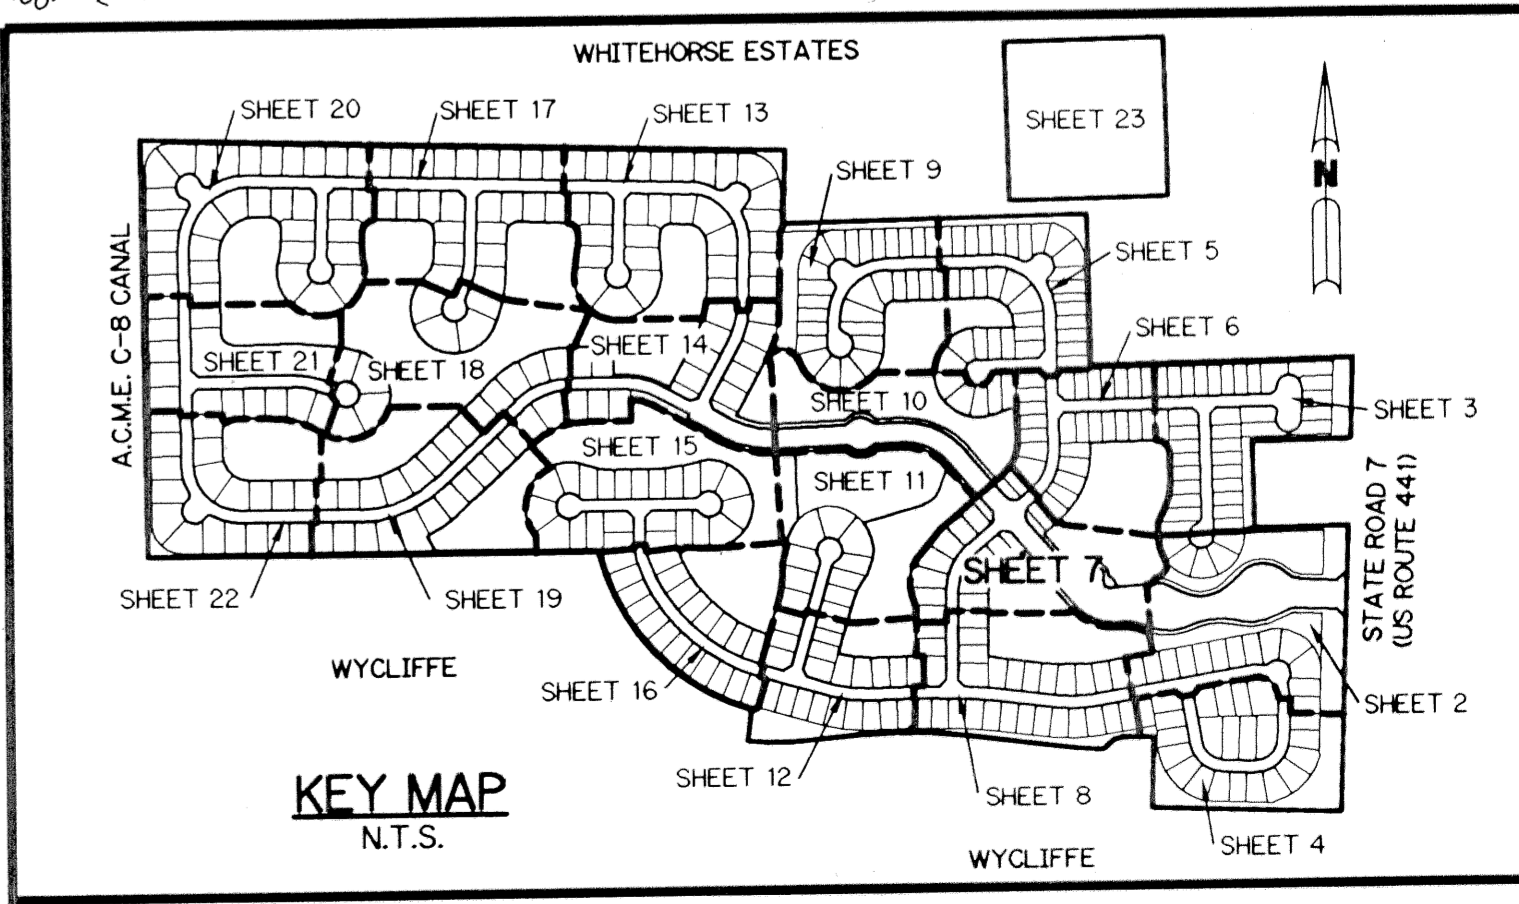 WHITEHORSE ESTATES
SHEET 20
SHEET 17
SHEET 13
SHEET 23
SHEET 9
N
SHEET 5
A.C.M.E. C-8 CANAL
SHEET 6
SHEET 21
SHEET 18
SHEET 14
SHEET 10
SHEET 3
SHEET 15
SHEET 11
STATE ROAD 7
(US ROUTE 441)
SHEET 7
SHEET 22
SHEET 19
WYCLIFFE
SHEET 16
SHEET 2
SHEET 12
SHEET 8
KEY MAP
N.T.S.
SHEET 4
WYCLIFFE